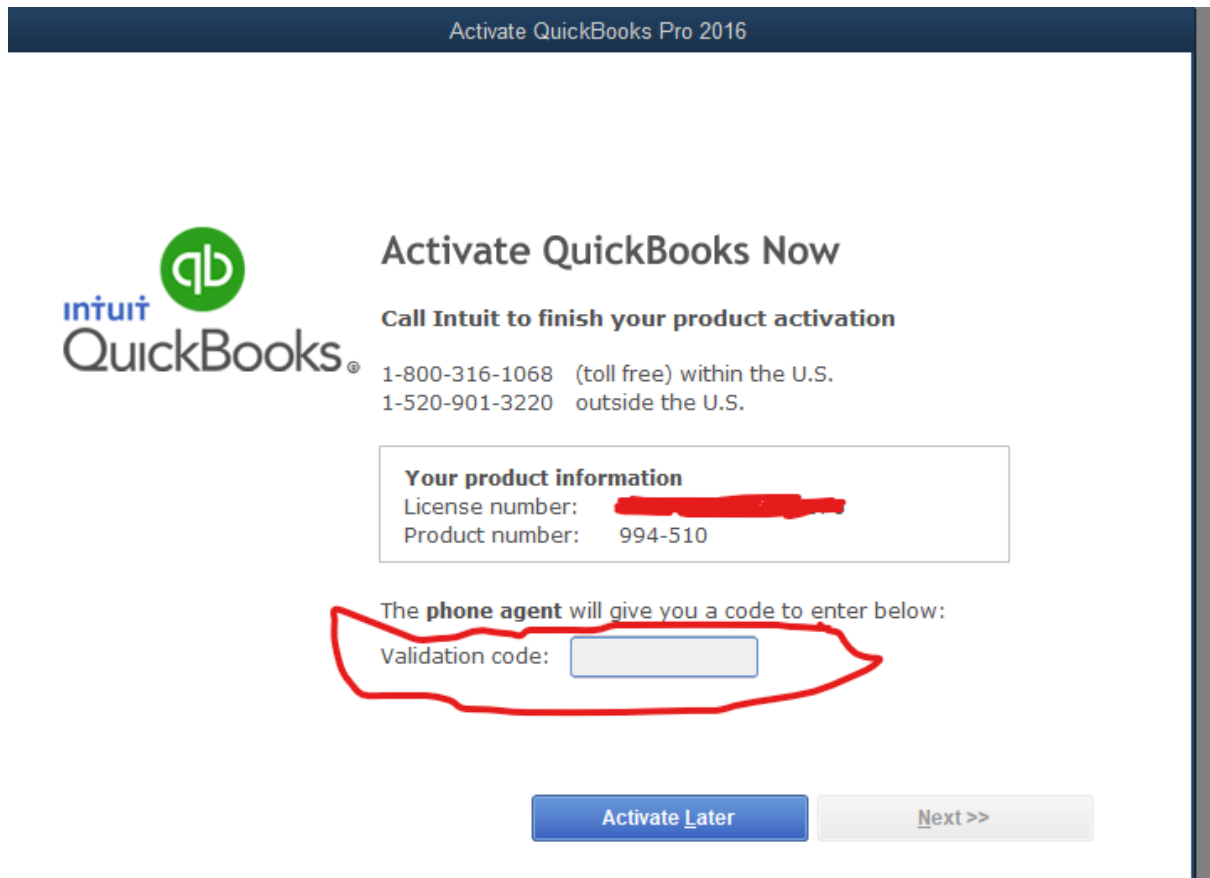 Activate QuickBooks Pro 2016
qb
intuit
QuickBooks®
Activate QuickBooks Now
Call Intuit to finish your product activation
1-800-316-1068 (toll free) within the U.S.
1-520-901-3220 outside the U.S.
Your product information
License number:
Product number: 994-510
The phone agent will give you a code to enter below:
Validation code:
Activate Later Next >>